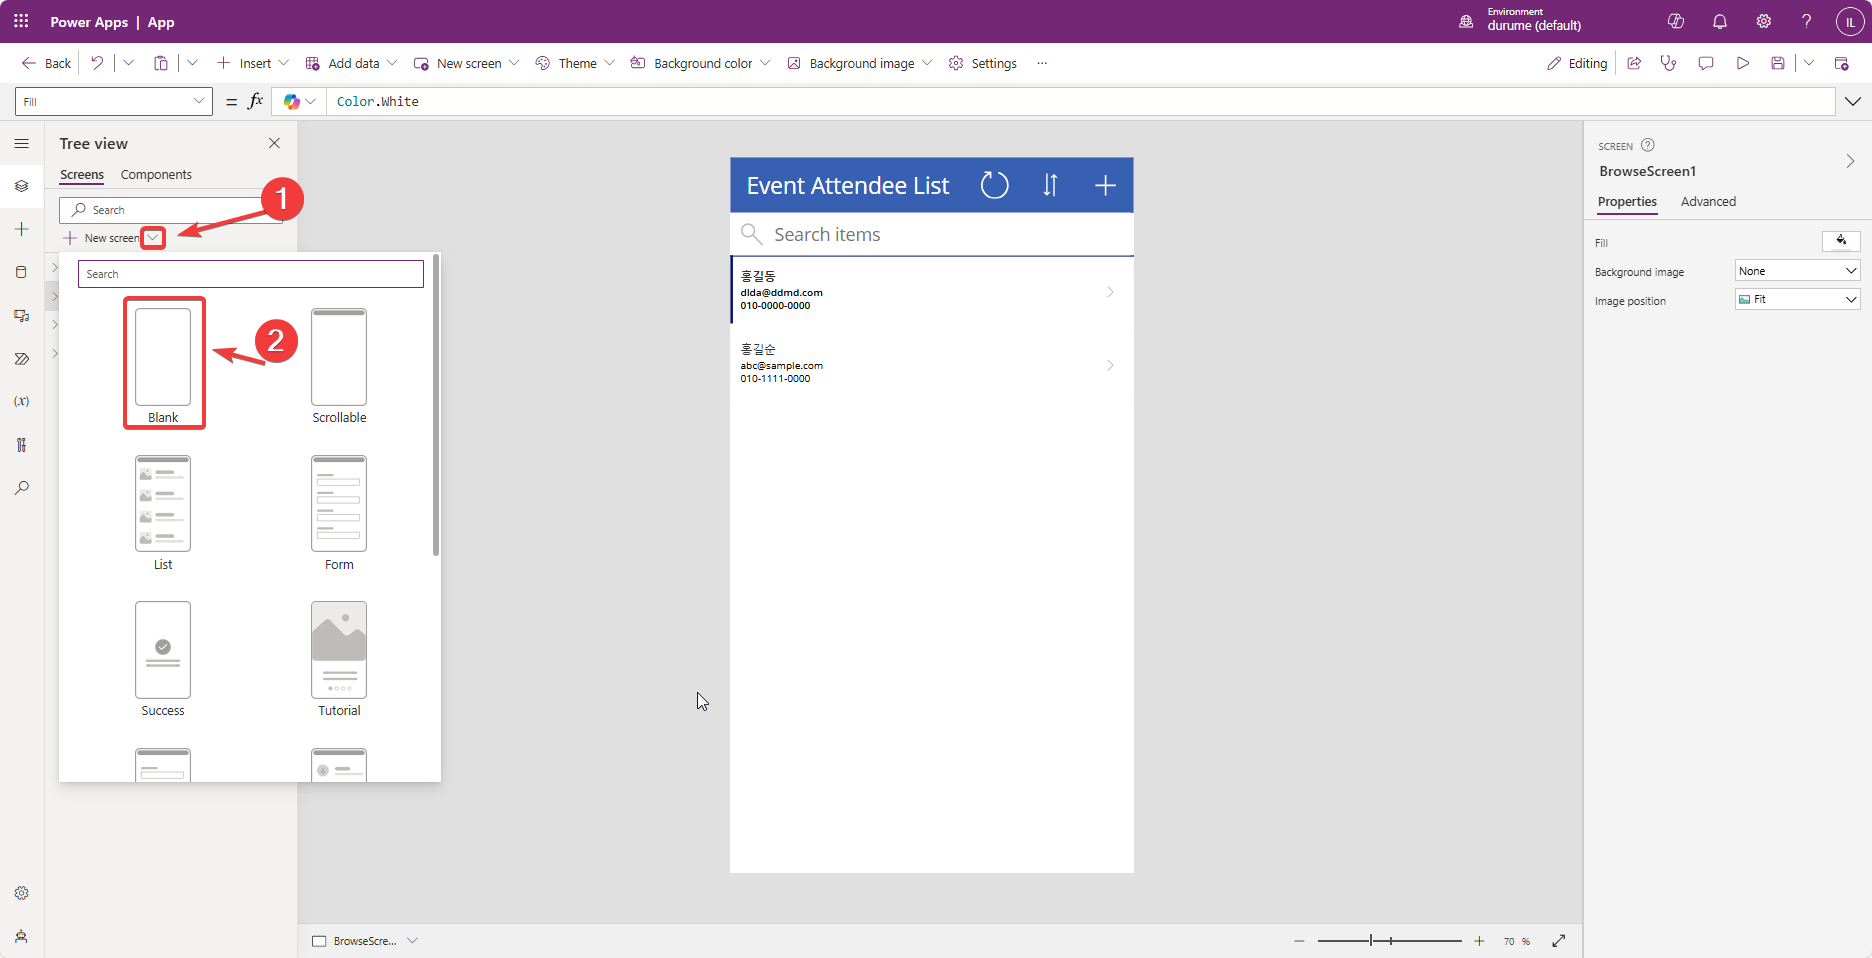 Power Apps | App
Environment
durume (default)
IL
Back
Insert
Add data
New screen
Theme
Background color
Background image
Settings
...
Editing
Fill
= fx
Color.White
Tree view
Screens Components
Search
1
New screen
Search
2
Blank
Scrollable
List
Form
Success
Tutorial
(x)
Event Attendee List
Search items
홍길동
dlda@ddmd.com
010-0000-0000
홍길순
abc@sample.com
010-1111-0000
SCREEN
BrowseScreen1
Properties Advanced
Fill
Background image
None
Image position
Fit
BrowseScre...
70 %